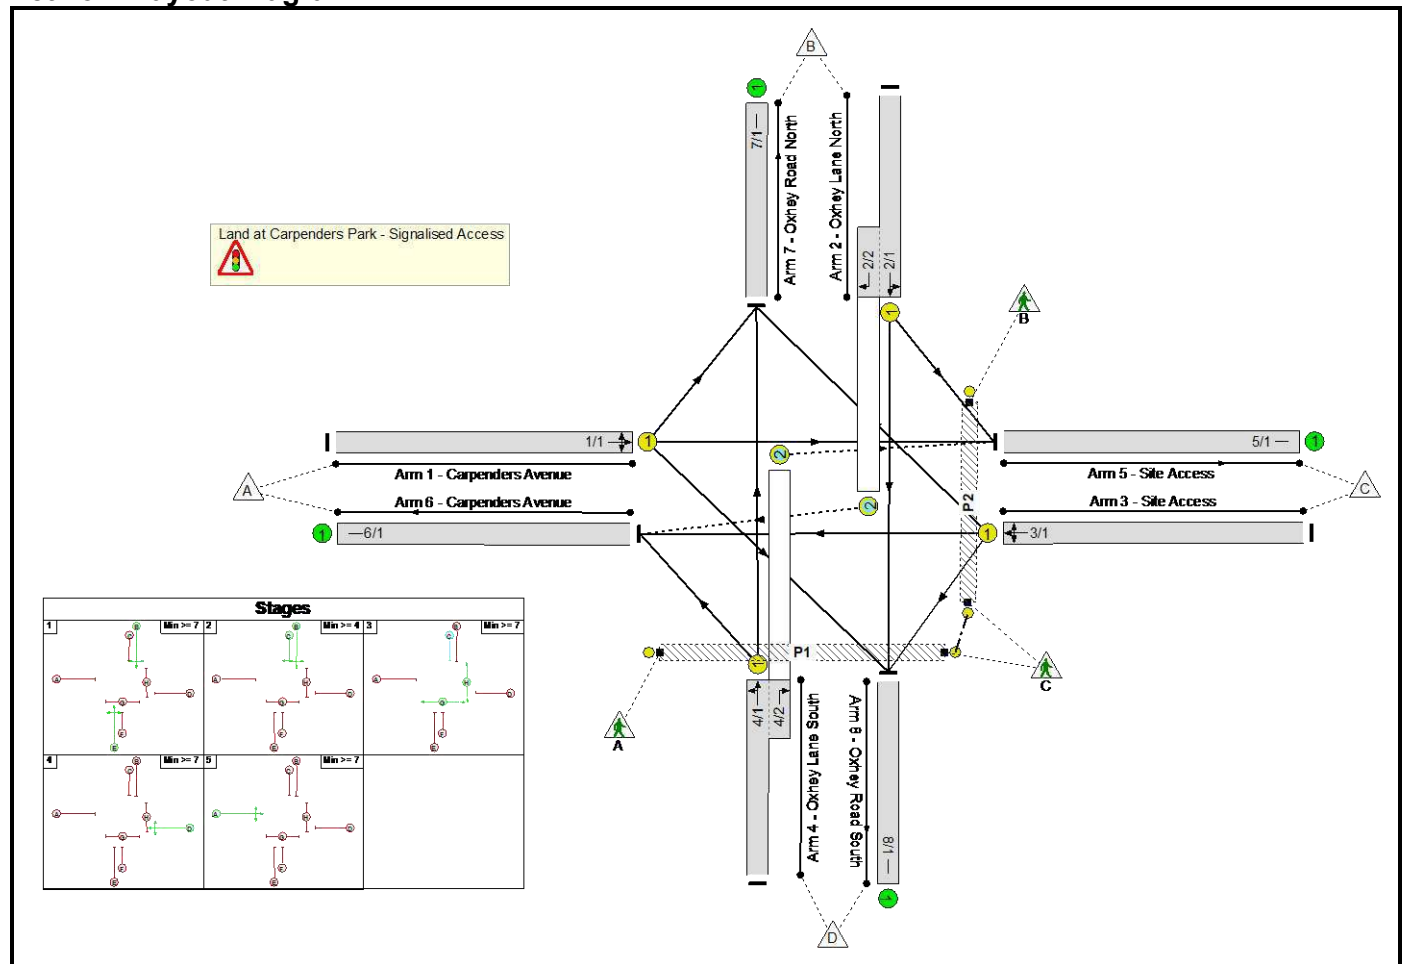 B
1
7/1
Arm 7 - Oxhey Road North
Arm 2 - Oxhey Lane North
2/2
2/1
Land at Carpenders Park - Signalised Access
1
B
1/1
1
5/1
1
Arm 1 - Carpenders Avenue
2
Arm 5 - Site Access
A
Arm 6 - Carpenders Avenue
2
P2
Arm 3 - Site Access
C
1
6/1
1
3/1
Stages
1
Min >= 7
2
Min >= 4
3
Min >= 7
4
Min >= 7
5
Min >= 7
P1
1
C
A
4/1
4/2
Arm 4 - Oxhey Lane South
Arm 8 - Oxhey Road South
8/1
1
D